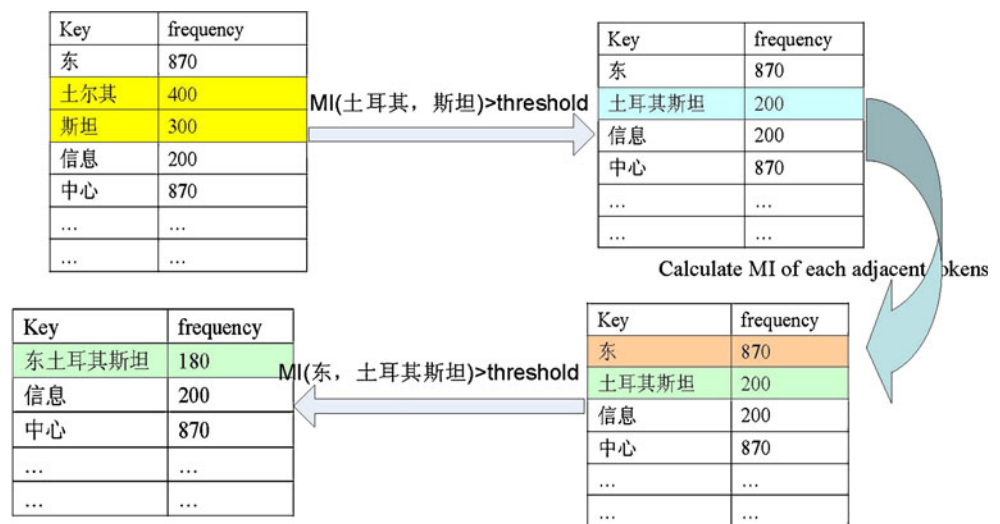 Key frequency
东 870
土尔其 400
斯坦 300
信息 200
中心 870
... ...
... ...
MI(土耳其，斯坦)>threshold
Key frequency
东 870
土耳其斯坦 200
信息 200
中心 870
... ...
... ...
Calculate MI of each adjacent okens
Key frequency
东 870
土耳其斯坦 200
信息 200
中心 870
... ...
... ...
MI(东，土耳其斯坦)>threshold
Key frequency
东土耳其斯坦 180
信息 200
中心 870
... ...
... ...